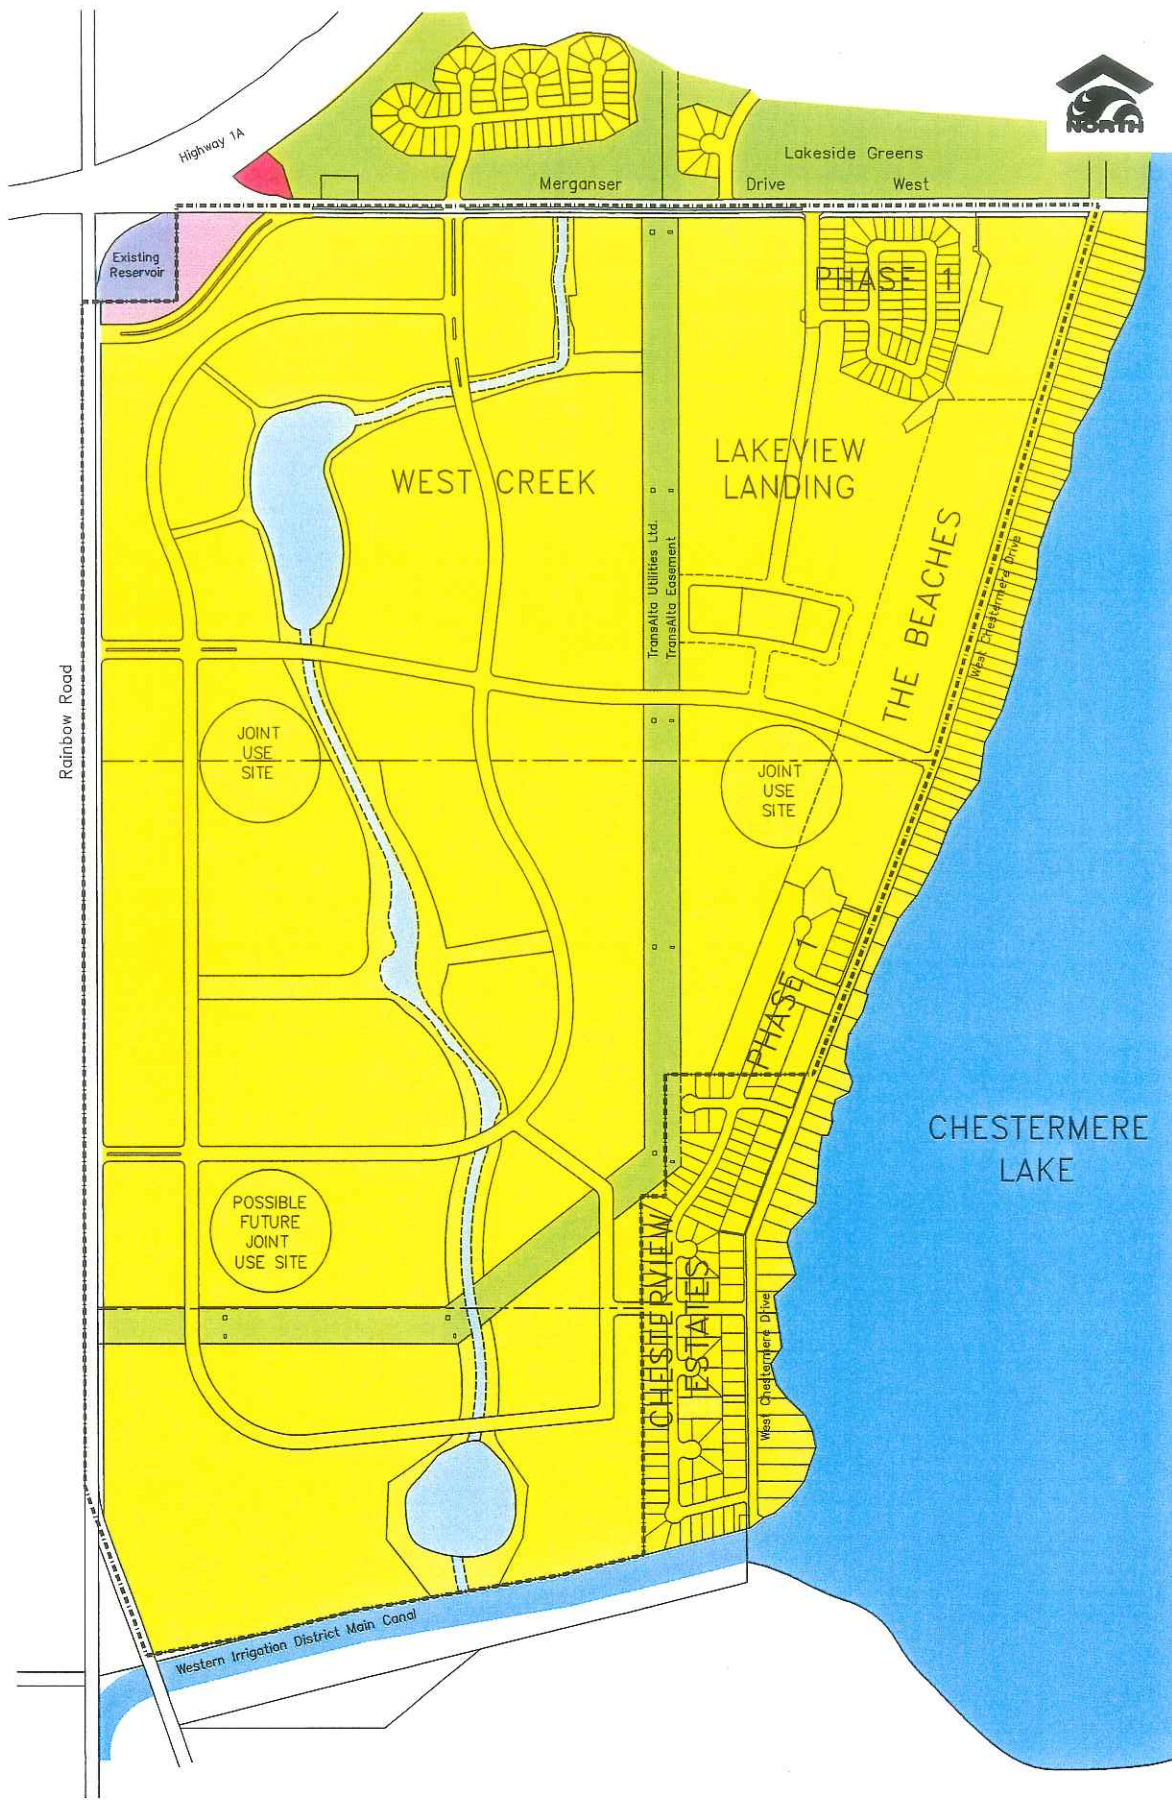 NORTH
Highway 1A
Lakeside Greens
Merganser Drive West
Existing
Reservoir
PHASE 1
WEST CREEK
LAKEVIEW
LANDING
THE BEACHES
West Chestermere Drive
TransAlta Utilities Ltd.
TransAlta Easement
Rainbow Road
JOINT
USE
SITE
JOINT
USE
SITE
PHASE 1
CHESTERMERE
LAKE
POSSIBLE
FUTURE
JOINT
USE SITE
CHESTERVIEW
ESTATES
West Chestermere Drive
Western Irrigation District Main Canal